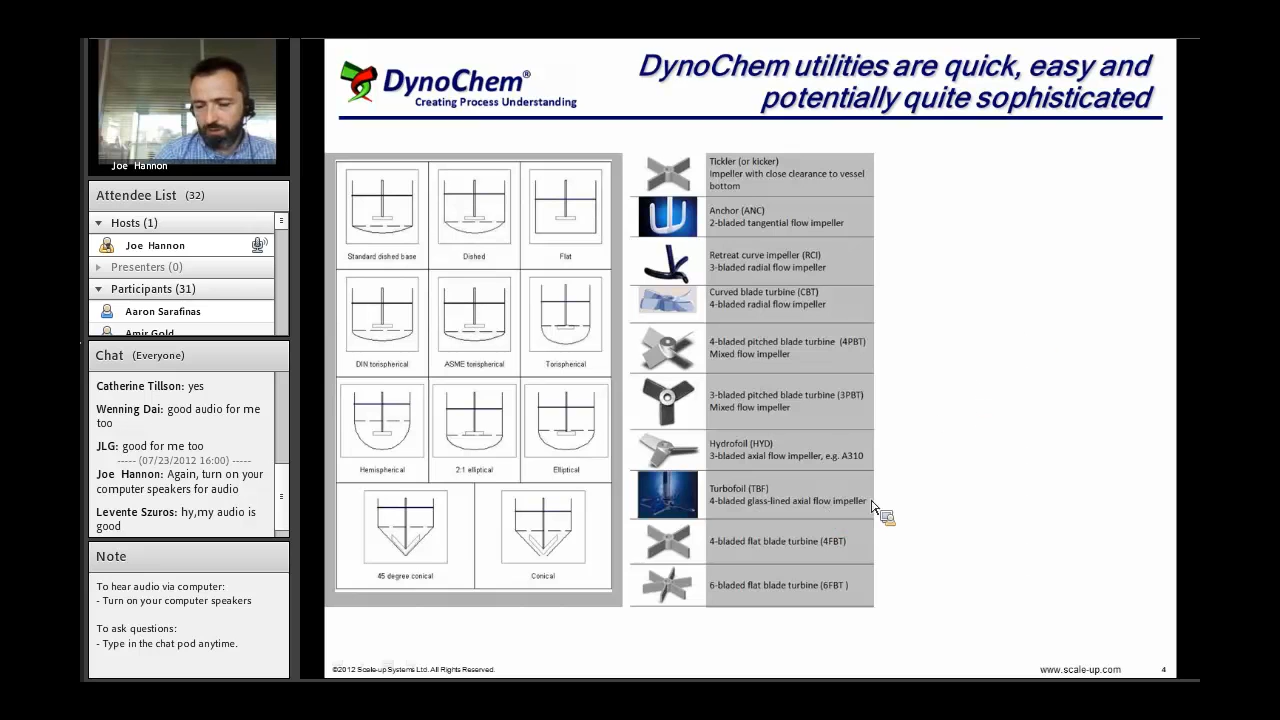 Joe Hannon
Attendee List (32)
Hosts (1)
Joe Hannon
Presenters (0)
Participants (31)
Aaron Sarafinas
Amir Gold
Chat (Everyone)
Catherine Tillson: yes
Wenning Dai: good audio for me
too
JLG: good for me too
----- (07/23/2012 16:00) -----
Joe Hannon: Again, turn on your
computer speakers for audio
Levente Szuros: hy,my audio is
good
Note
To hear audio via computer:
- Turn on your computer speakers
To ask questions:
- Type in the chat pod anytime.
DynoChem®
Creating Process Understanding
DynoChem utilities are quick, easy and
potentially quite sophisticated
Standard dished base
Dished
Flat
DIN torispherical
ASME torispherical
Torispherical
Hemispherical
2:1 elliptical
Elliptical
45 degree conical
Conical
Tickler (or kicker)
Impeller with close clearance to vessel
bottom
Anchor (ANC)
2-bladed tangential flow impeller
Retreat curve impeller (RCI)
3-bladed radial flow impeller
Curved blade turbine (CBT)
4-bladed radial flow impeller
4-bladed pitched blade turbine (4PBT)
Mixed flow impeller
3-bladed pitched blade turbine (3PBT)
Mixed flow impeller
Hydrofoil (HYD)
3-bladed axial flow impeller, e.g. A310
Turbofoil (TBF)
4-bladed glass-lined axial flow impeller
4-bladed flat blade turbine (4FBT)
6-bladed flat blade turbine (6FBT )
©2012 Scale-up Systems Ltd. All Rights Reserved.
www.scale-up.com
4